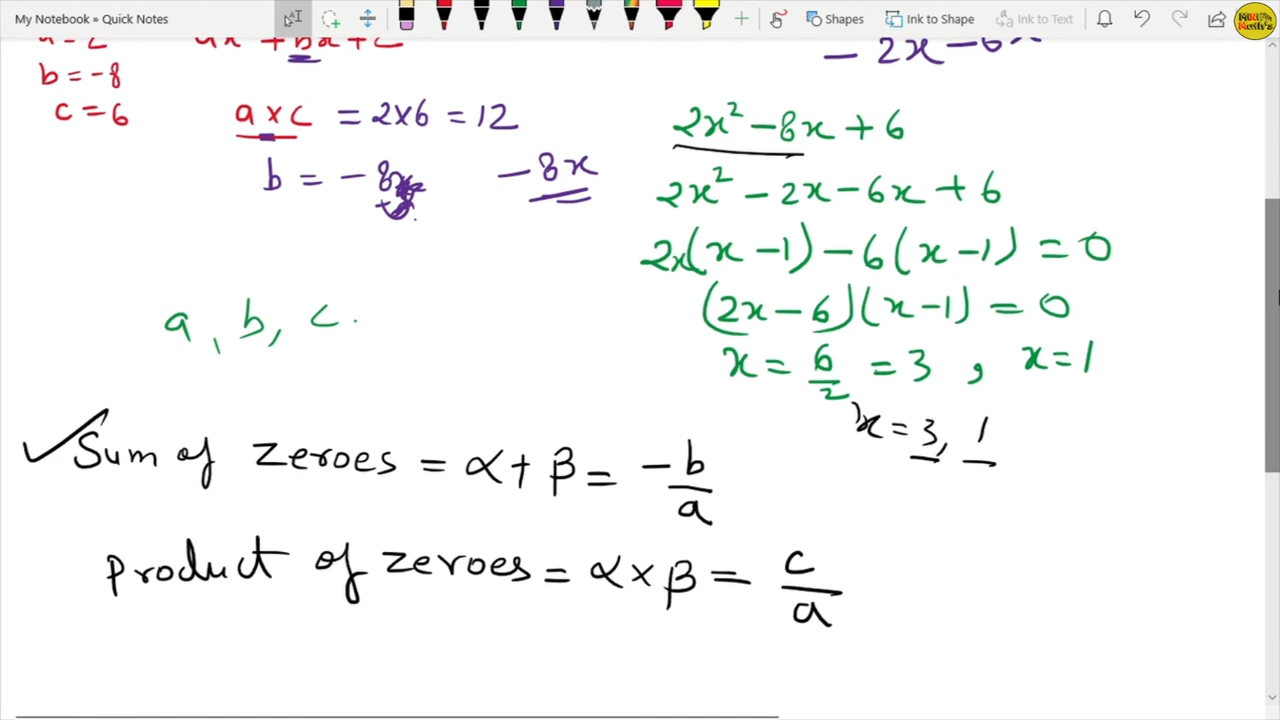 My Notebook » Quick Notes
Shapes
Ink to Shape
Ink to Text
b = -8
c = 6
a × c = 2×6 = 12
b = -8
-8x
a, b, c.
- 2x - 6x
2x² - 8x + 6
2x² - 2x - 6x + 6
2x(x - 1) - 6(x - 1) = 0
(2x - 6)(x - 1) = 0
x = 6/2 = 3 , x = 1
x = 3, 1
Sum of zeroes = α + β = -b/a
Product of zeroes = α × β = c/a